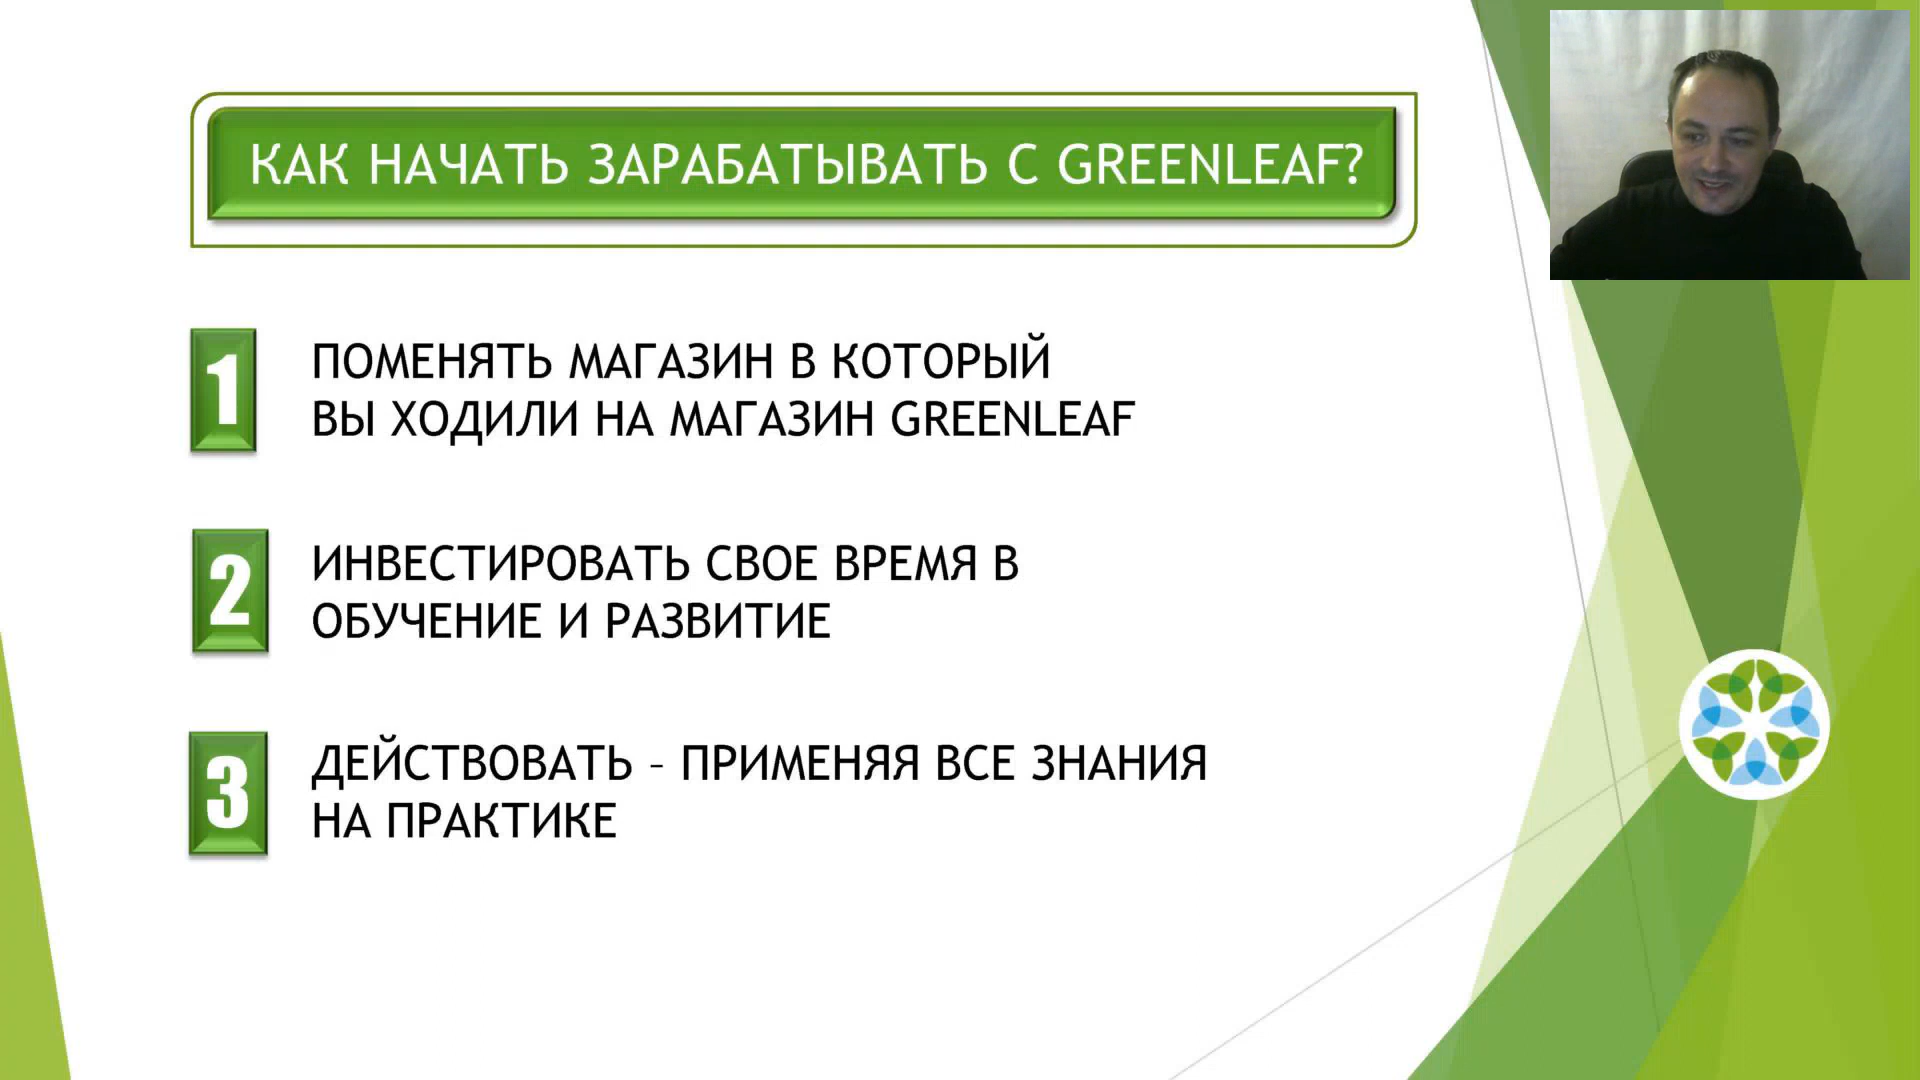 КАК НАЧАТЬ ЗАРАБАТЫВАТЬ С GREENLEAF?
1
ПОМЕНЯТЬ МАГАЗИН В КОТОРЫЙ
ВЫ ХОДИЛИ НА МАГАЗИН GREENLEAF
2
ИНВЕСТИРОВАТЬ СВОЕ ВРЕМЯ В
ОБУЧЕНИЕ И РАЗВИТИЕ
3
ДЕЙСТВОВАТЬ – ПРИМЕНЯЯ ВСЕ ЗНАНИЯ
НА ПРАКТИКЕ